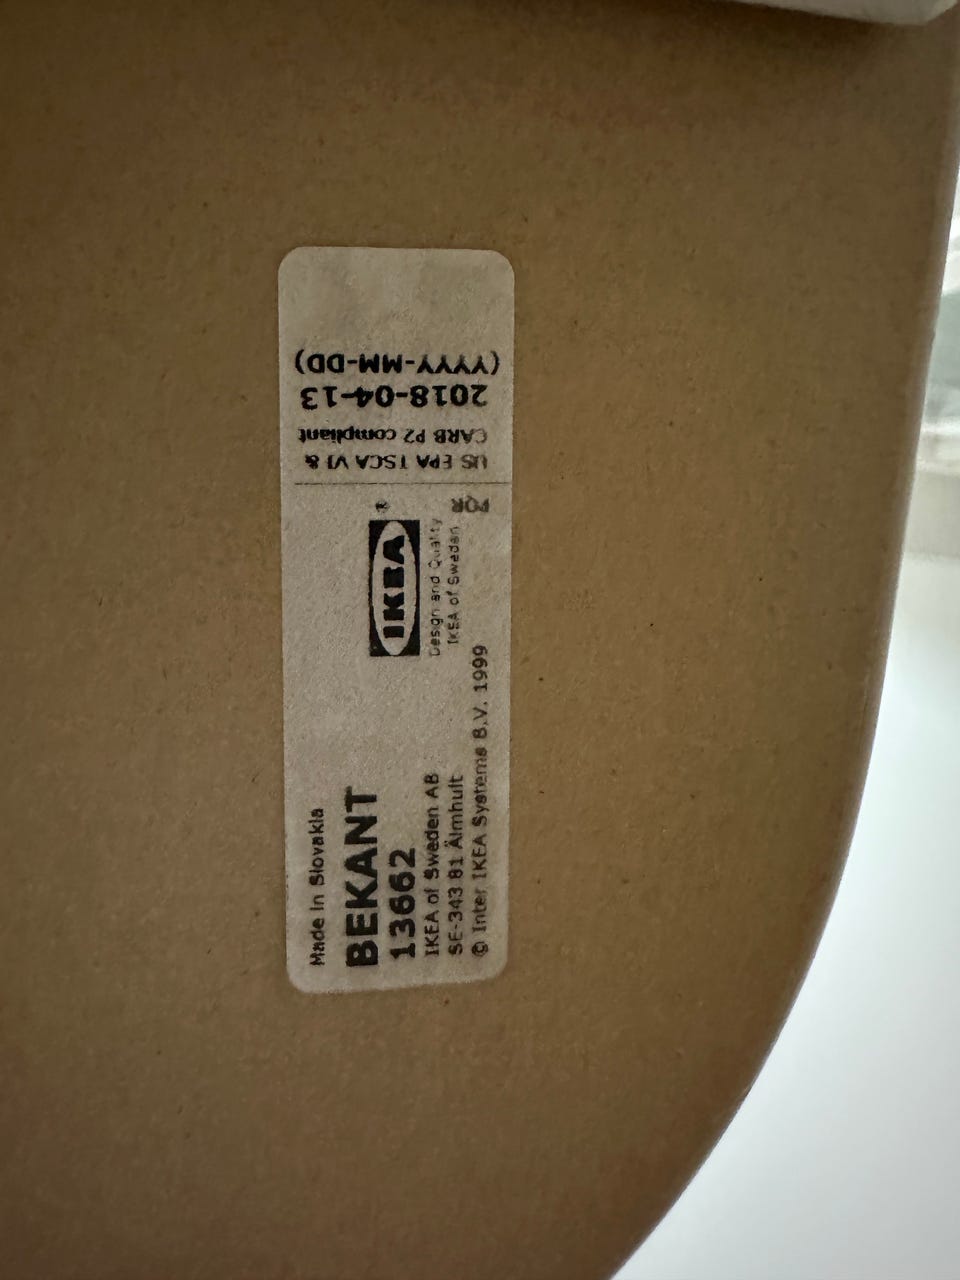 Made in Slovakia
BEKANT
13662
IKEA of Sweden AB
SE-343 81 Älmhult
© Inter IKEA Systems B.V. 1999
IKEA®
Design and Quality
IKEA of Sweden
PQR
US EPA TSCA VI &
CARB P2 compliant
2018-04-13
(YYYY-MM-DD)